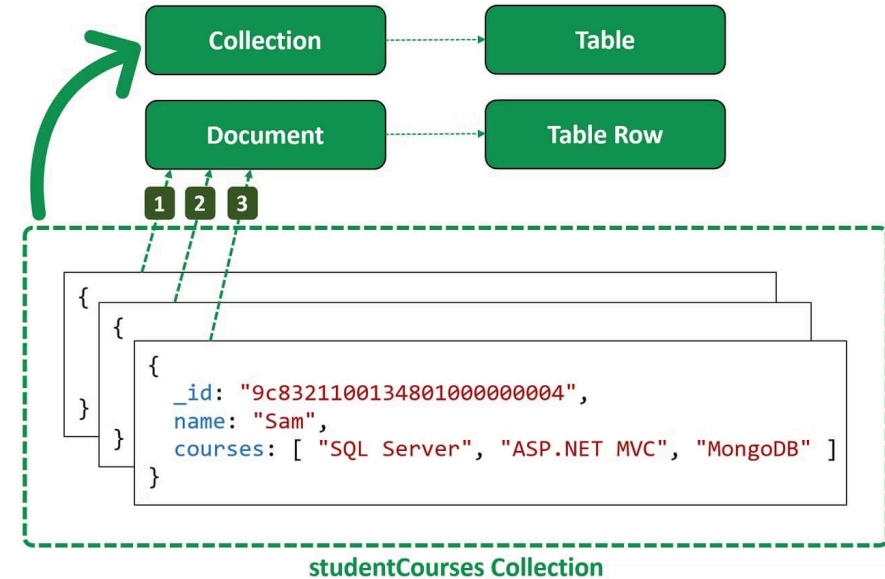 Collection
Table
Document
Table Row
1
2
3
{
{
{
_id: "9c8321100134801000000004",
name: "Sam",
courses: [ "SQL Server", "ASP.NET MVC", "MongoDB" ]
}
}
}
studentCourses Collection